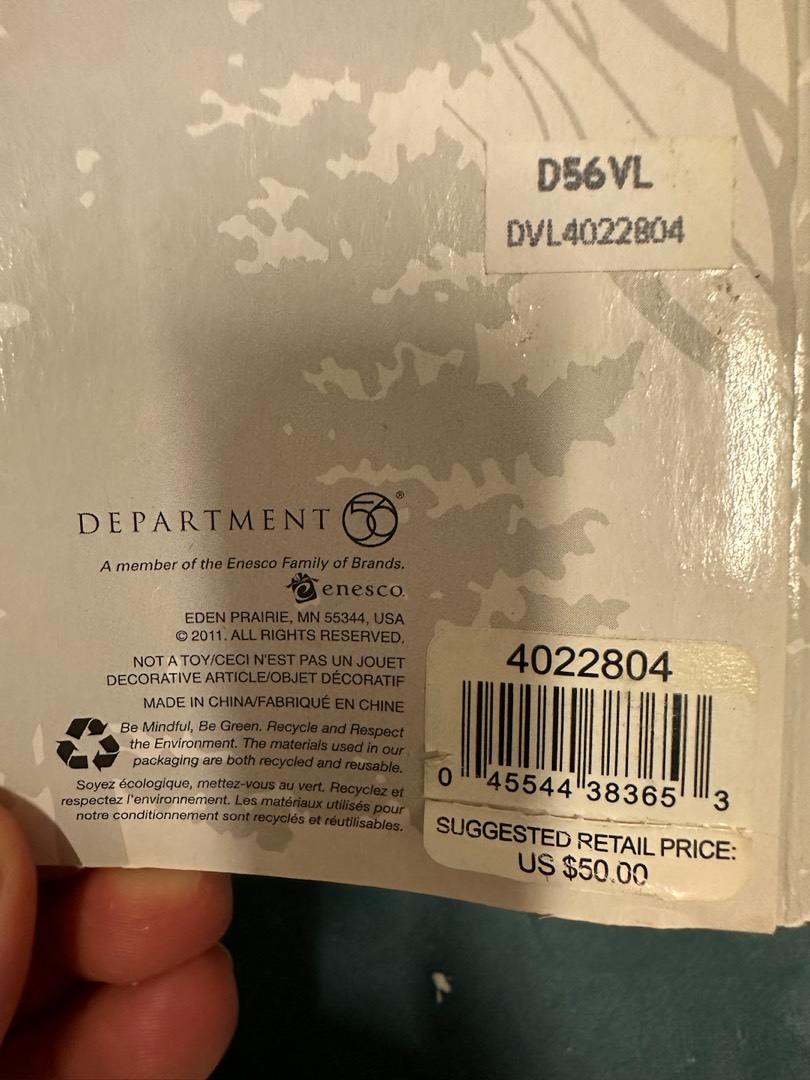 D56VL
DVL4022804
DEPARTMENT 56®
A member of the Enesco Family of Brands.
enesco.
EDEN PRAIRIE, MN 55344, USA
© 2011. ALL RIGHTS RESERVED.
NOT A TOY/CECI N'EST PAS UN JOUET
DECORATIVE ARTICLE/OBJET DÉCORATIF
MADE IN CHINA/FABRIQUÉ EN CHINE
Be Mindful, Be Green. Recycle and Respect
the Environment. The materials used in our
packaging are both recycled and reusable.
Soyez écologique, mettez-vous au vert. Recyclez et
respectez l'environnement. Les matériaux utilisés pour
notre conditionnement sont recyclés et réutilisables.
4022804
0 45544 38365 3
SUGGESTED RETAIL PRICE:
US $50.00